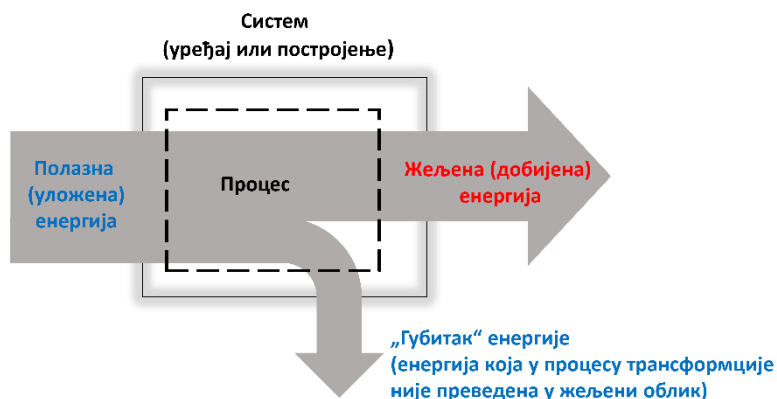 Систем
(уређај или постројење)
Полазна
(уложена)
енергија
Процес
Жељена (добијена)
енергија
„Губитак“ енергије
(енергија која у процесу трансформције
није преведена у жељени облик)